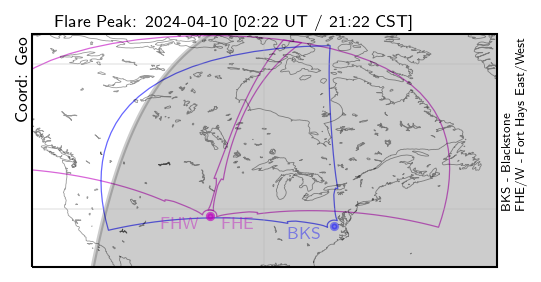 Flare Peak: 2024-04-10 [02:22 UT / 21:22 CST]
Coord: Geo
FHW
FHE
BKS
BKS - Blackstone
FHE/W - Fort Hays East/West